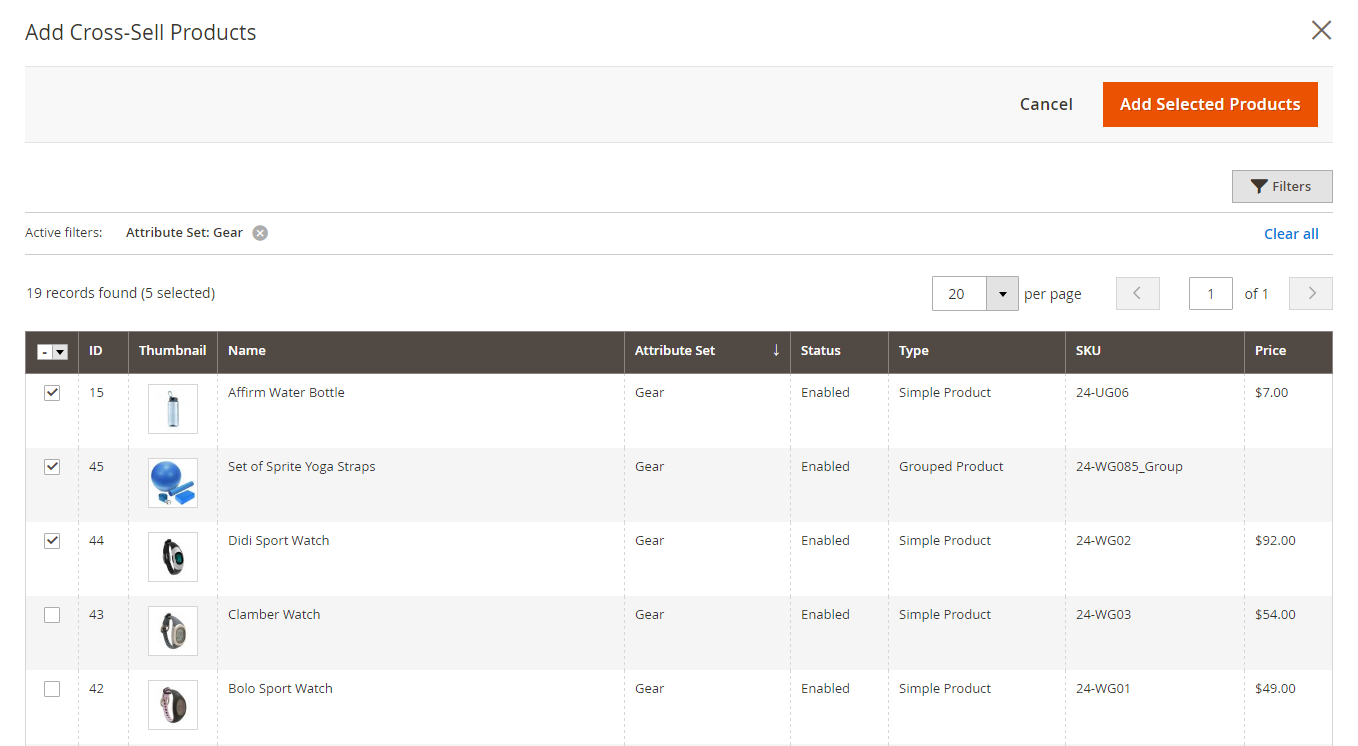 Add Cross-Sell Products
Cancel
Add Selected Products
Filters
Active filters: Attribute Set: Gear
Clear all
19 records found (5 selected)
20 per page 1 of 1
- ID Thumbnail Name Attribute Set ↓ Status Type SKU Price
15 Affirm Water Bottle Gear Enabled Simple Product 24-UG06 $7.00
45 Set of Sprite Yoga Straps Gear Enabled Grouped Product 24-WG085_Group
44 Didi Sport Watch Gear Enabled Simple Product 24-WG02 $92.00
43 Clamber Watch Gear Enabled Simple Product 24-WG03 $54.00
42 Bolo Sport Watch Gear Enabled Simple Product 24-WG01 $49.00